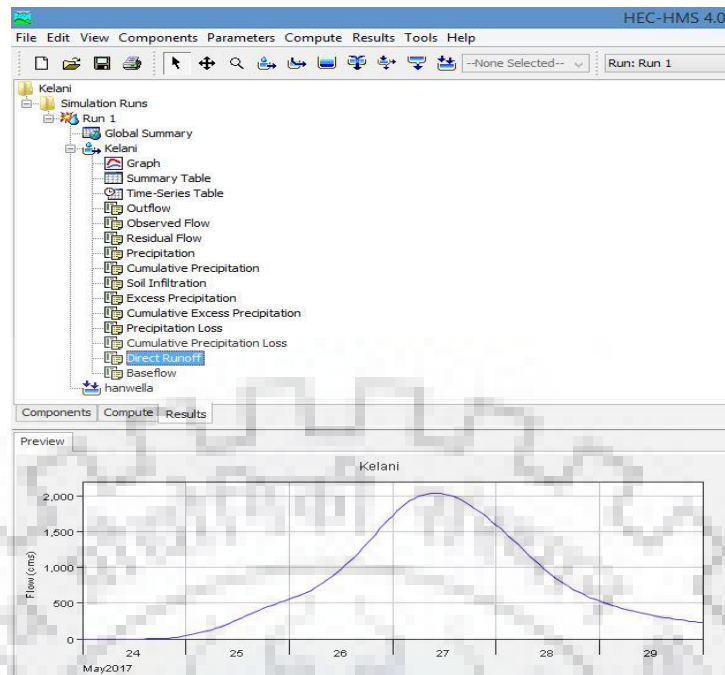 HEC-HMS 4.0
File Edit View Components Parameters Compute Results Tools Help
--None Selected-- Run: Run 1
Kelani
Simulation Runs
Run 1
Global Summary
Kelani
Graph
Summary Table
Time-Series Table
Outflow
Observed Flow
Residual Flow
Precipitation
Cumulative Precipitation
Soil Infiltration
Excess Precipitation
Cumulative Excess Precipitation
Precipitation Loss
Cumulative Precipitation Loss
Direct Runoff
Baseflow
hanwella
Components Compute Results
Preview
Kelani
2,000
1,500
1,000
500
0
Flow (cms)
24 25 26 27 28 29
May2017